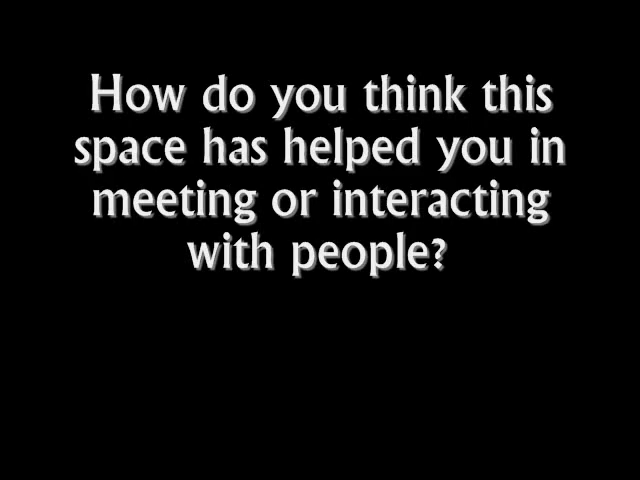 How do you think this
space has helped you in
meeting or interacting
with people?